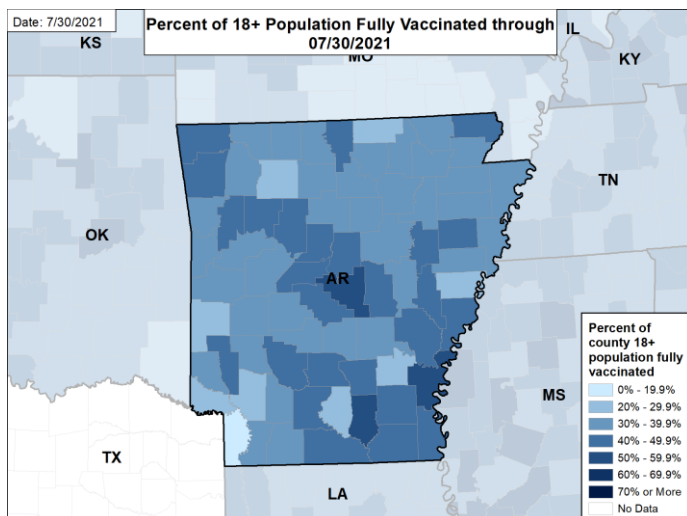 Date: 7/30/2021
Percent of 18+ Population Fully Vaccinated through
07/30/2021
IL
KS
MO
KY
TN
OK
AR
MS
TX
LA
Percent of
county 18+
population fully
vaccinated
0% - 19.9%
20% - 29.9%
30% - 39.9%
40% - 49.9%
50% - 59.9%
60% - 69.9%
70% or More
No Data